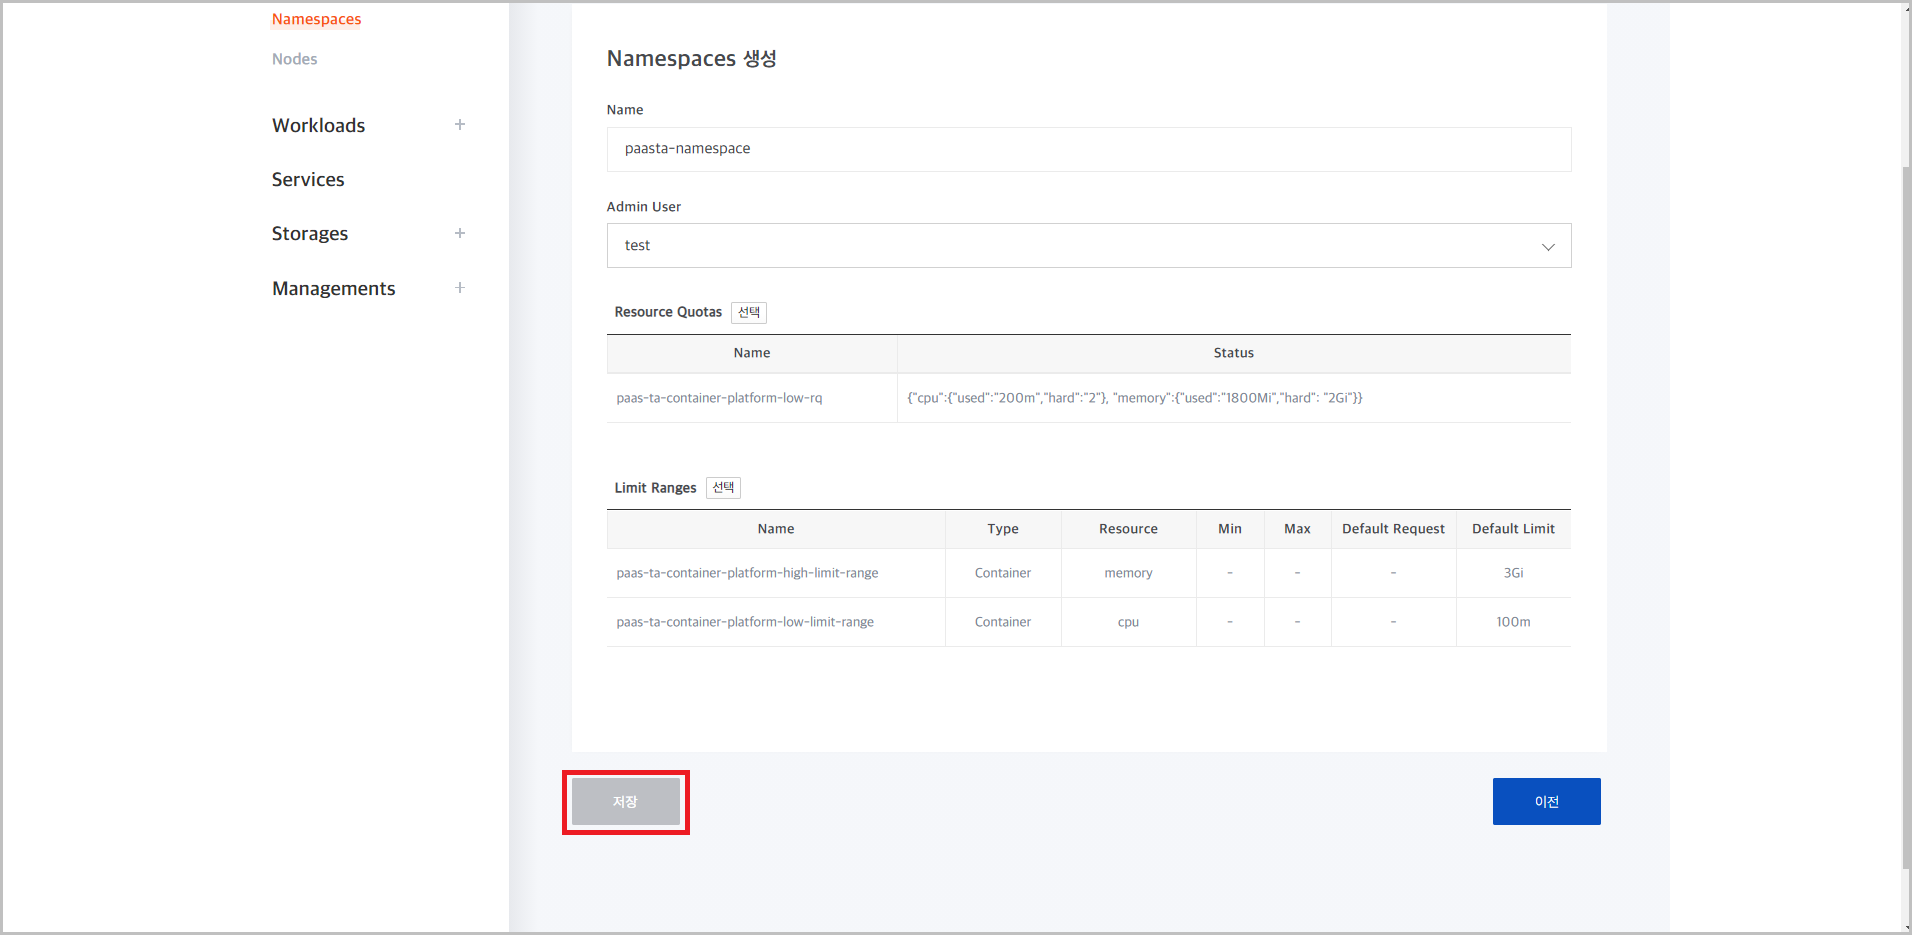 Namespaces
Nodes
Workloads +
Services
Storages +
Managements +
Namespaces 생성
Name
paasta-namespace
Admin User
test
Resource Quotas 선택
Name Status
paas-ta-container-platform-low-rq {"cpu":{"used":"200m","hard":"2"}, "memory":{"used":"1800Mi","hard": "2Gi"}}
Limit Ranges 선택
Name Type Resource Min Max Default Request Default Limit
paas-ta-container-platform-high-limit-range Container memory - - - 3Gi
paas-ta-container-platform-low-limit-range Container cpu - - - 100m
저장 이전